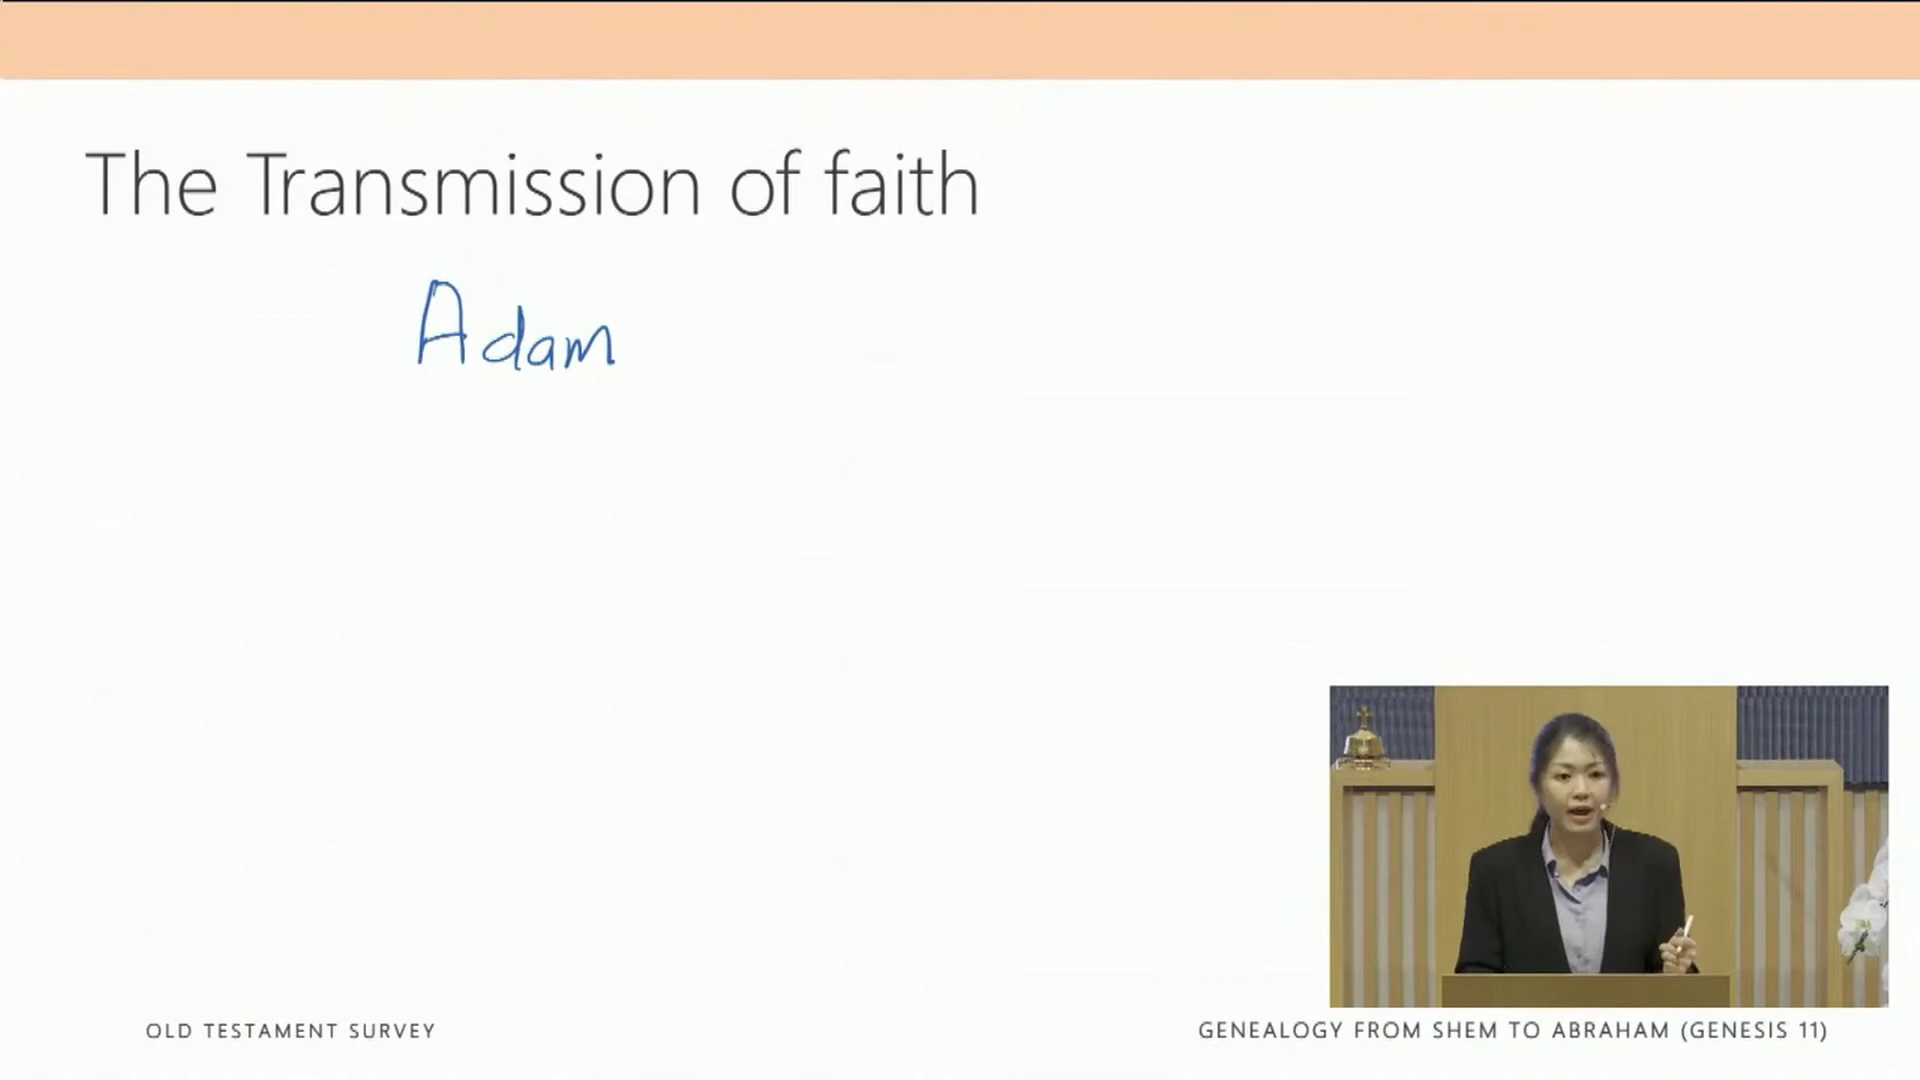 The Transmission of faith
Adam
OLD TESTAMENT SURVEY
GENEALOGY FROM SHEM TO ABRAHAM (GENESIS 11)